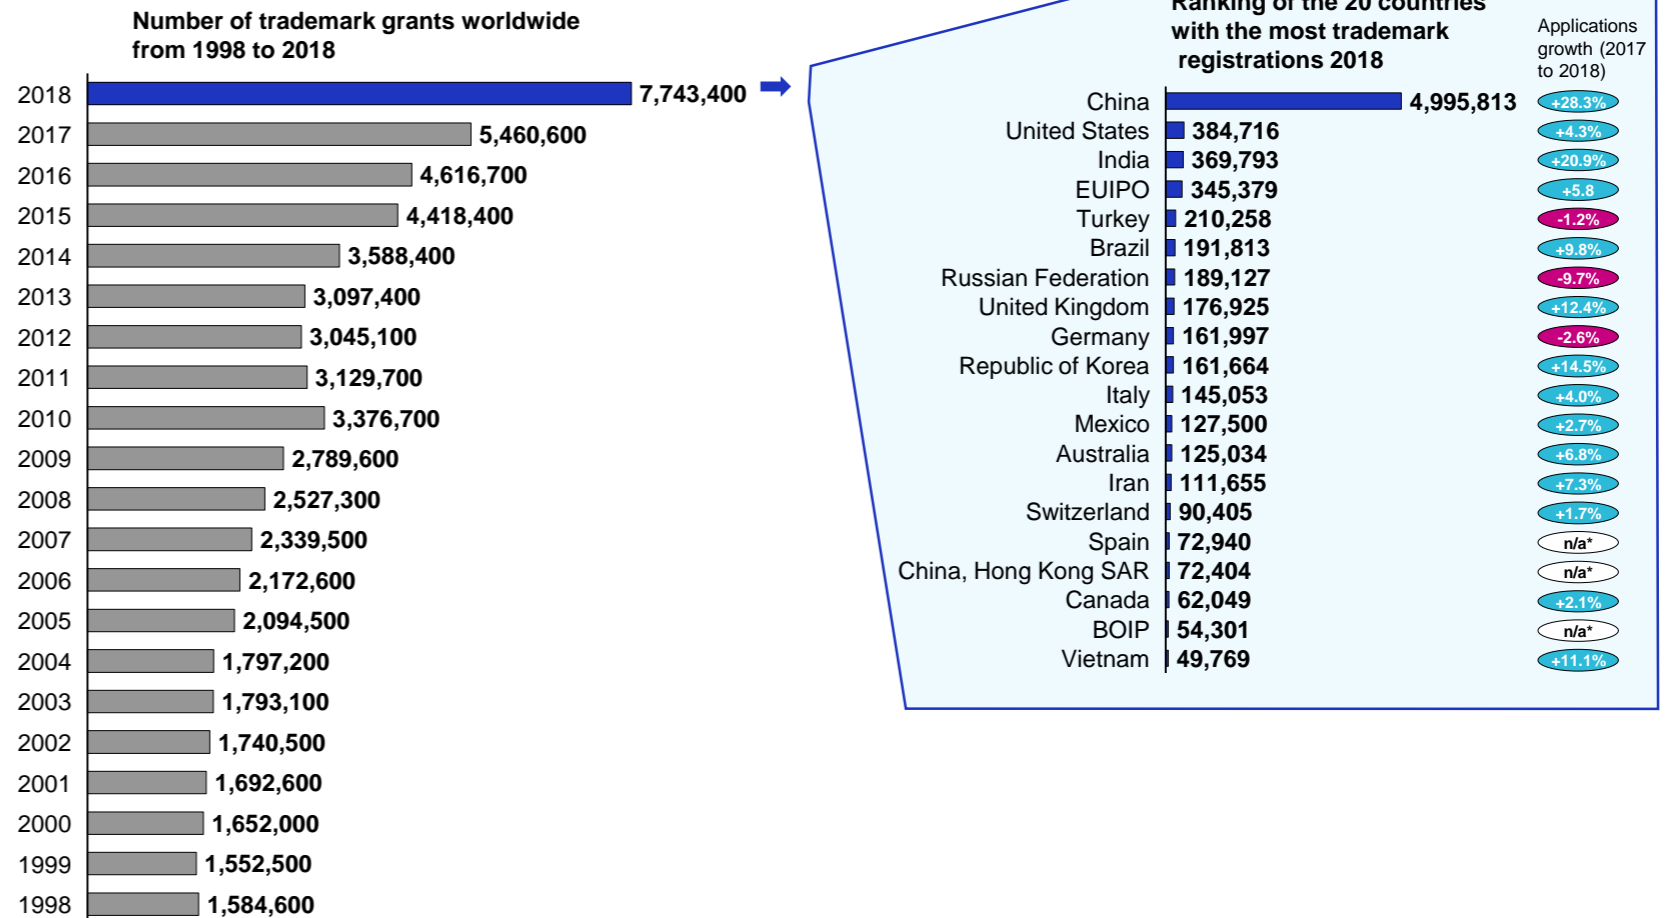 Number of trademark grants worldwide
from 1998 to 2018
2018 7,743,400
2017 5,460,600
2016 4,616,700
2015 4,418,400
2014 3,588,400
2013 3,097,400
2012 3,045,100
2011 3,129,700
2010 3,376,700
2009 2,789,600
2008 2,527,300
2007 2,339,500
2006 2,172,600
2005 2,094,500
2004 1,797,200
2003 1,793,100
2002 1,740,500
2001 1,692,600
2000 1,652,000
1999 1,552,500
1998 1,584,600
Ranking of the 20 countries
with the most trademark
registrations 2018
Applications
growth (2017
to 2018)
China 4,995,813 +28.3%
United States 384,716 +4.3%
India 369,793 +20.9%
EUIPO 345,379 +5.8
Turkey 210,258 -1.2%
Brazil 191,813 +9.8%
Russian Federation 189,127 -9.7%
United Kingdom 176,925 +12.4%
Germany 161,997 -2.6%
Republic of Korea 161,664 +14.5%
Italy 145,053 +4.0%
Mexico 127,500 +2.7%
Australia 125,034 +6.8%
Iran 111,655 +7.3%
Switzerland 90,405 +1.7%
Spain 72,940 n/a*
China, Hong Kong SAR 72,404 n/a*
Canada 62,049 +2.1%
BOIP 54,301 n/a*
Vietnam 49,769 +11.1%